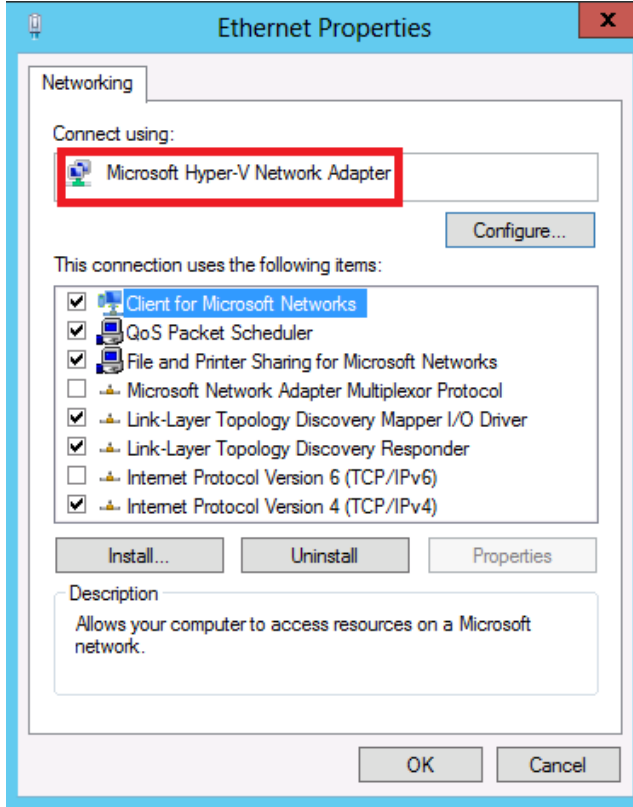 Ethernet Properties
x
Networking
Connect using:
Microsoft Hyper-V Network Adapter
Configure...
This connection uses the following items:
Client for Microsoft Networks
QoS Packet Scheduler
File and Printer Sharing for Microsoft Networks
Microsoft Network Adapter Multiplexor Protocol
Link-Layer Topology Discovery Mapper I/O Driver
Link-Layer Topology Discovery Responder
Internet Protocol Version 6 (TCP/IPv6)
Internet Protocol Version 4 (TCP/IPv4)
Install... Uninstall Properties
Description
Allows your computer to access resources on a Microsoft
network.
OK Cancel